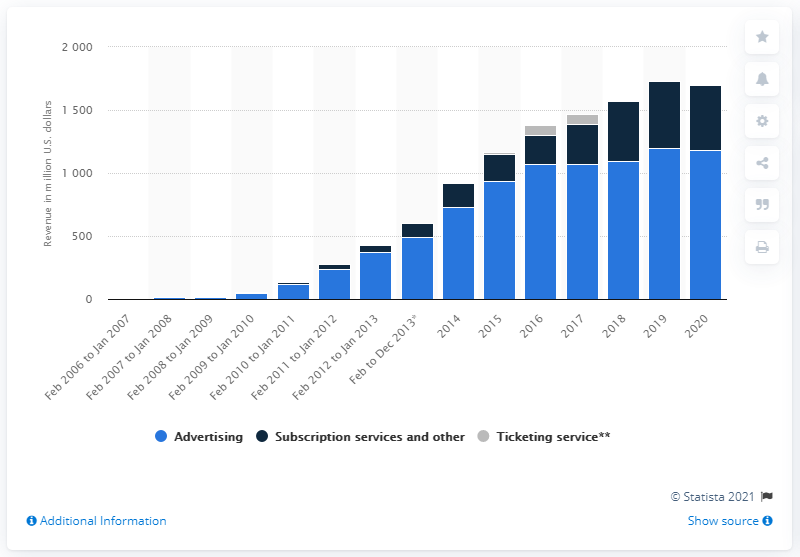 2 000
1 500
1 000
500
0
Revenue in million U.S. dollars
Feb 2006 to Jan 2007
Feb 2007 to Jan 2008
Feb 2008 to Jan 2009
Feb 2009 to Jan 2010
Feb 2010 to Jan 2011
Feb 2011 to Jan 2012
Feb 2012 to Jan 2013
Feb to Dec 2013*
2014
2015
2016
2017
2018
2019
2020
Advertising Subscription services and other Ticketing service**
© Statista 2021
Additional Information Show source